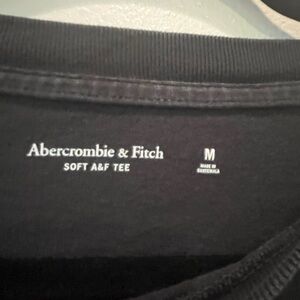 Abercrombie & Fitch
SOFT A&F TEE
M
MADE IN
GUATEMALA